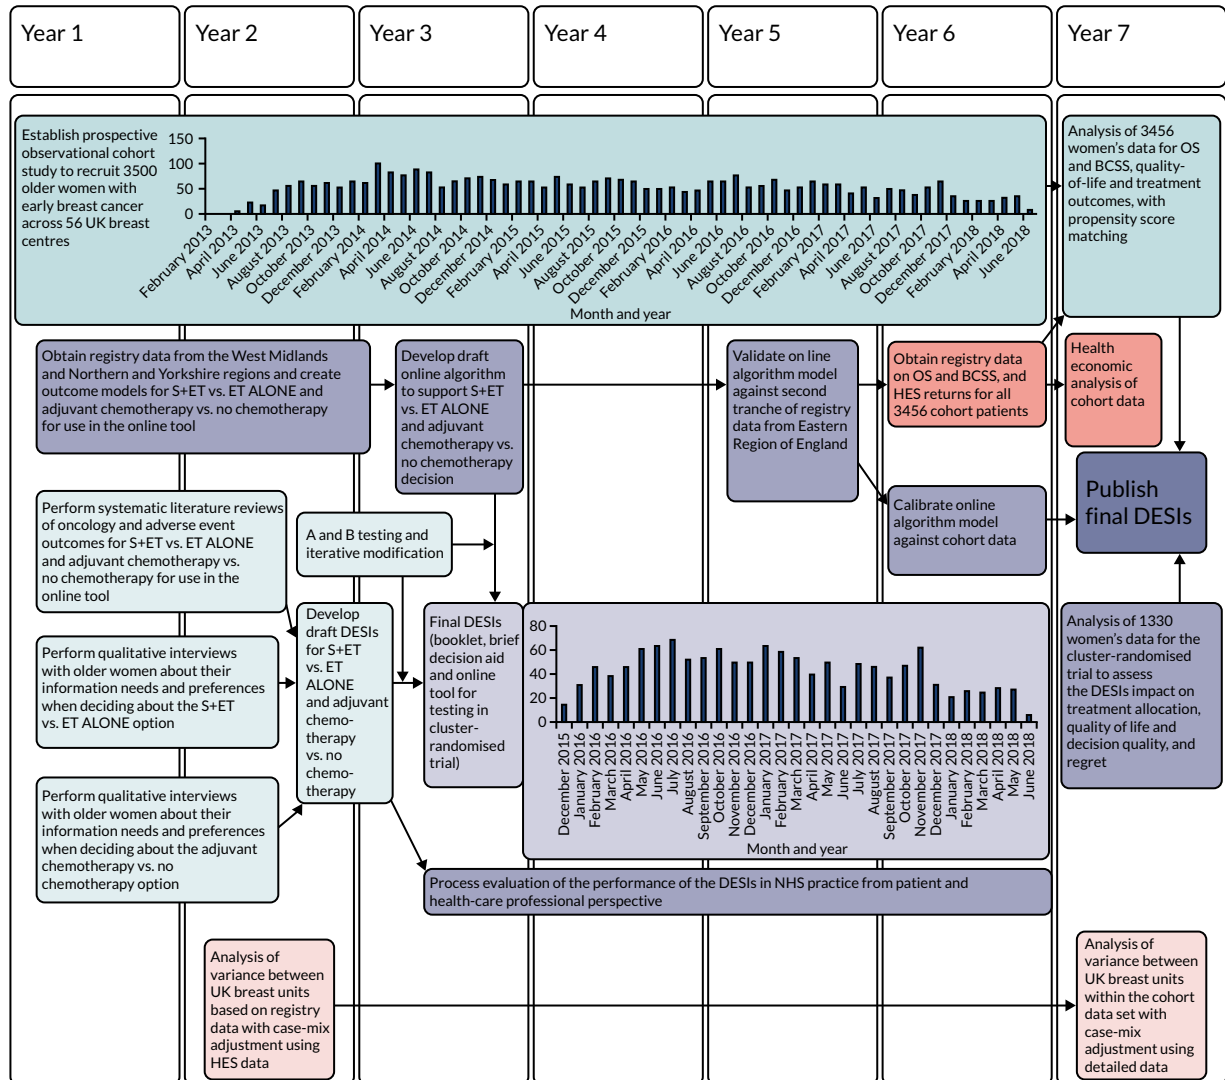 Year 1
Year 2
Year 3
Year 4
Year 5
Year 6
Year 7
Establish prospective
observational cohort
study to recruit 3500
older women with
early breast cancer
across 56 UK breast
centres
150
100
50
0
February 2013
April 2013
June 2013
August 2013
October 2013
December 2013
February 2014
April 2014
June 2014
August 2014
October 2014
December 2014
February 2015
April 2015
June 2015
August 2015
October 2015
December 2015
February 2016
April 2016
June 2016
August 2016
October 2016
December 2016
February 2017
April 2017
June 2017
August 2017
October 2017
December 2017
February 2018
April 2018
June 2018
Month and year
Analysis of 3456
women's data for OS
and BCSS, quality-
of-life and treatment
outcomes, with
propensity score
matching
Obtain registry data from the West Midlands
and Northern and Yorkshire regions and create
outcome models for S+ET vs. ET ALONE and
adjuvant chemotherapy vs. no chemotherapy
for use in the online tool
Develop draft
online algorithm
to support S+ET
vs. ET ALONE
and adjuvant
chemotherapy vs.
no chemotherapy
decision
Validate on line
algorithm model
against second
tranche of registry
data from Eastern
Region of England
Obtain registry data
on OS and BCSS, and
HES returns for all
3456 cohort patients
Health
economic
analysis of
cohort data
Perform systematic literature reviews
of oncology and adverse event
outcomes for S+ET vs. ET ALONE
and adjuvant chemotherapy vs.
no chemotherapy for use in the
online tool
A and B testing and
iterative modification
Calibrate online
algorithm model
against cohort data
Publish
final DESIs
Perform qualitative interviews
with older women about their
information needs and preferences
when deciding about the S+ET
vs. ET ALONE option
Develop
draft DESIs
for S+ET
vs. ET
ALONE
and adjuvant
chemo-
therapy
vs. no
chemo-
therapy
Final DESIs
(booklet, brief
decision aid
and online
tool for
testing in
cluster-
randomised
trial)
80
60
40
20
0
December 2015
January 2016
February 2016
March 2016
April 2016
May 2016
June 2016
July 2016
August 2016
September 2016
October 2016
November 2016
December 2016
January 2017
February 2017
March 2017
April 2017
May 2017
June 2017
July 2017
August 2017
September 2017
October 2017
November 2017
December 2017
January 2018
February 2018
March 2018
April 2018
May 2018
June 2018
Month and year
Analysis of 1330
women's data for the
cluster-randomised
trial to assess
the DESIs impact on
treatment allocation,
quality of life and
decision quality, and
regret
Perform qualitative interviews
with older women about their
information needs and preferences
when deciding about the adjuvant
chemotherapy vs. no
chemotherapy option
Process evaluation of the performance of the DESIs in NHS practice from patient and
health-care professional perspective
Analysis of
variance between
UK breast units
based on registry
data with case-mix
adjustment using
HES data
Analysis of
variance between
UK breast units
within the cohort
data set with
case-mix
adjustment using
detailed data